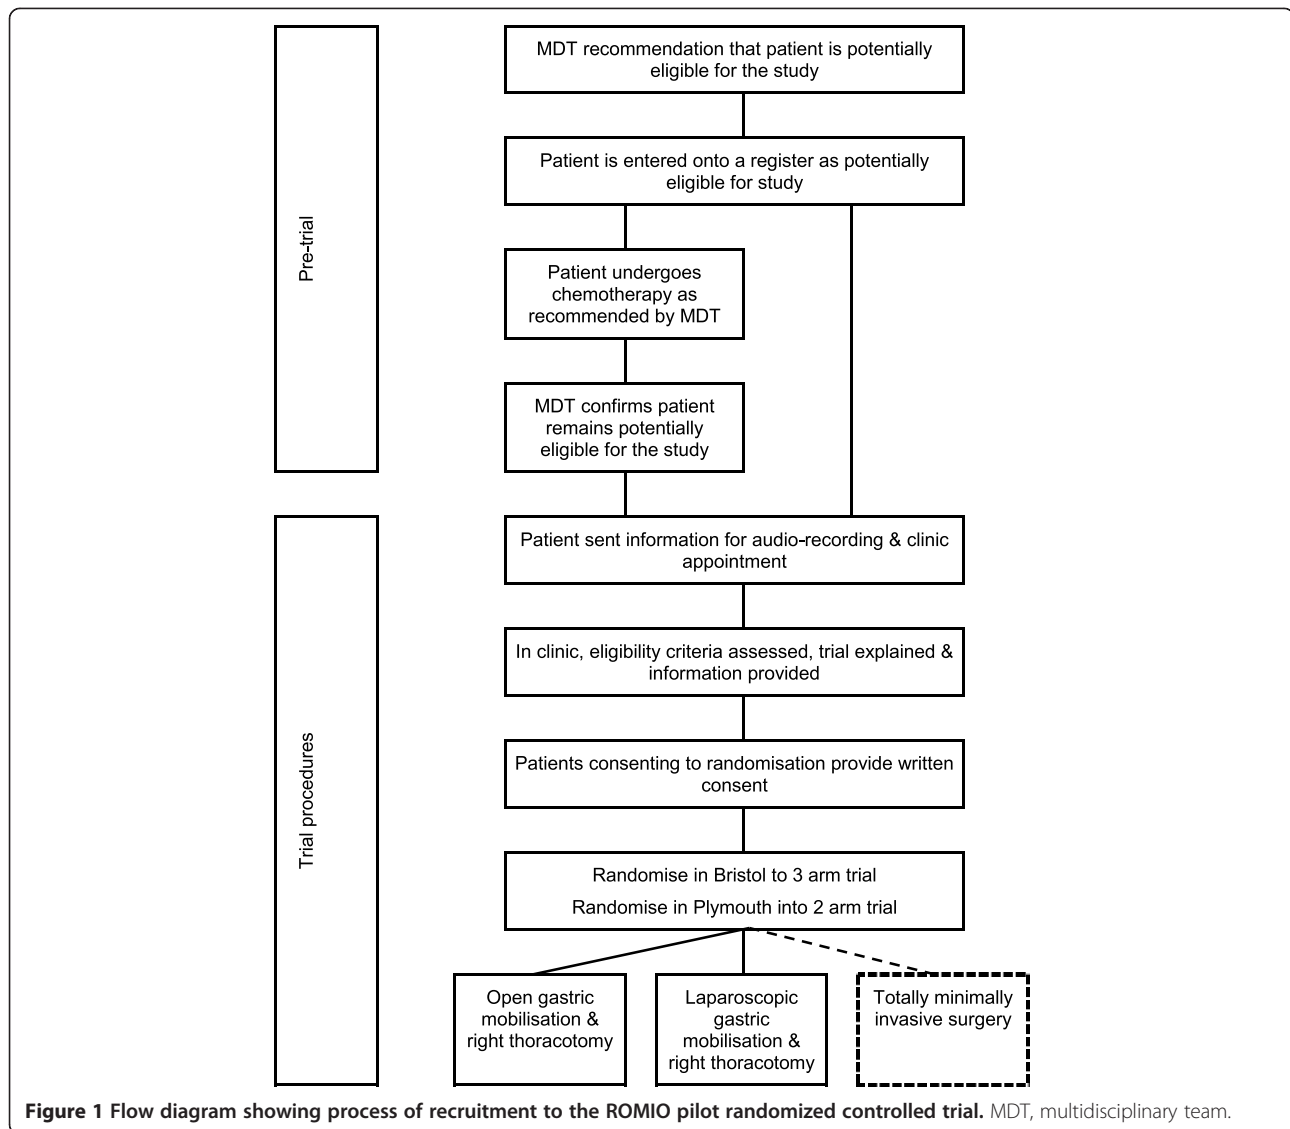 Pre-trial
MDT recommendation that patient is potentially
eligible for the study
Patient is entered onto a register as potentially
eligible for study
Patient undergoes
chemotherapy as
recommended by MDT
MDT confirms patient
remains potentially
eligible for the study
Trial procedures
Patient sent information for audio-recording & clinic
appointment
In clinic, eligibility criteria assessed, trial explained &
information provided
Patients consenting to randomisation provide written
consent
Randomise in Bristol to 3 arm trial
Randomise in Plymouth into 2 arm trial
Open gastric
mobilisation &
right thoracotomy
Laparoscopic
gastric
mobilisation &
right thoracotomy
Totally minimally
invasive surgery
Figure 1 Flow diagram showing process of recruitment to the ROMIO pilot randomized controlled trial. MDT, multidisciplinary team.